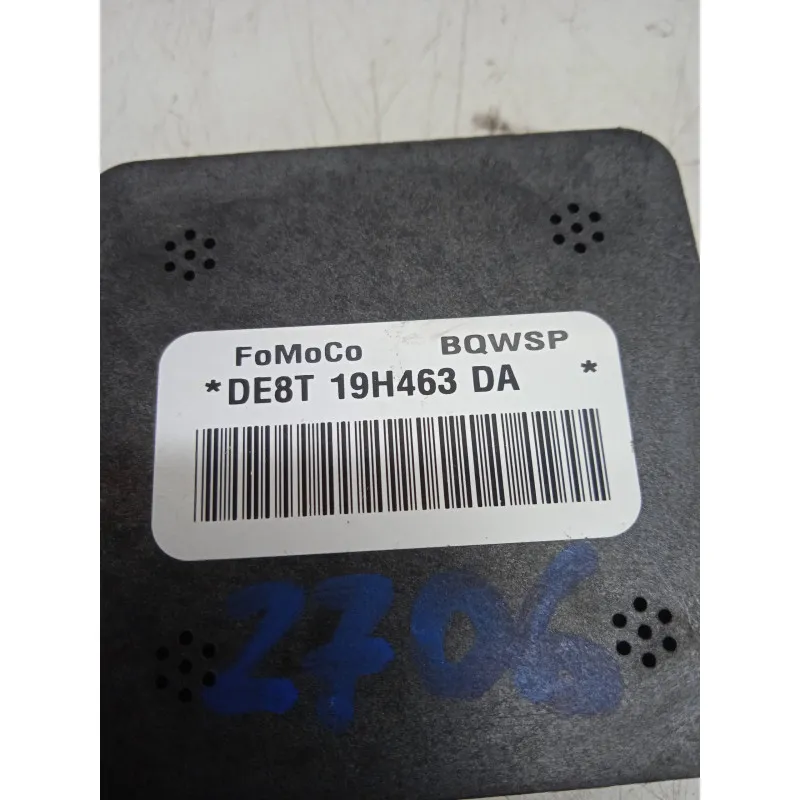 FoMoCo BQWSP
*DE8T 19H463 DA *
2706